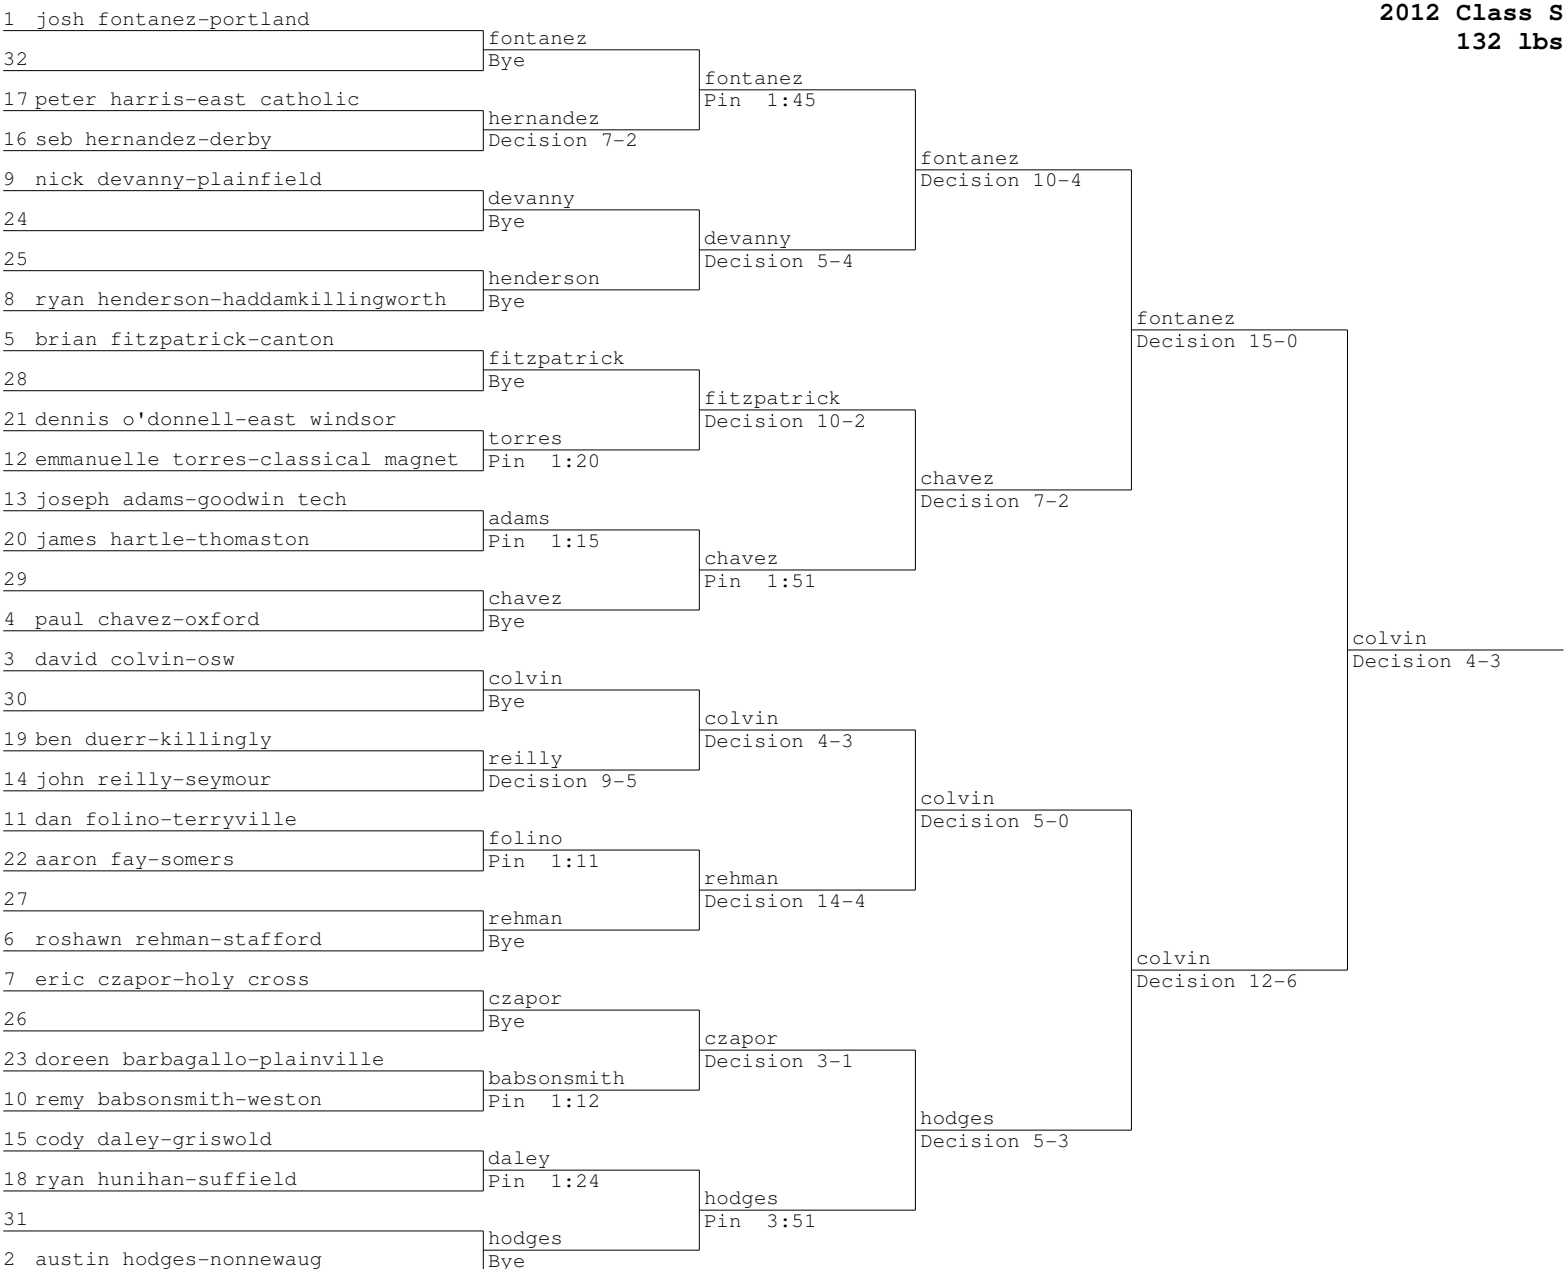 2012 Class S
132 lbs
1 josh fontanez-portland
32
17 peter harris-east catholic
16 seb hernandez-derby
9 nick devanny-plainfield
24
25
8 ryan henderson-haddamkillingworth
5 brian fitzpatrick-canton
28
21 dennis o'donnell-east windsor
12 emmanuelle torres-classical magnet
13 joseph adams-goodwin tech
20 james hartle-thomaston
29
4 paul chavez-oxford
3 david colvin-osw
30
19 ben duerr-killingly
14 john reilly-seymour
11 dan folino-terryville
22 aaron fay-somers
27
6 roshawn rehman-stafford
7 eric czapor-holy cross
26
23 doreen barbagallo-plainville
10 remy babsonsmith-weston
15 cody daley-griswold
18 ryan hunihan-suffield
31
2 austin hodges-nonnewaug
fontanez
Bye
hernandez
Decision 7-2
devanny
Bye
henderson
Bye
fitzpatrick
Bye
torres
Pin 1:20
adams
Pin 1:15
chavez
Bye
colvin
Bye
reilly
Decision 9-5
folino
Pin 1:11
rehman
Bye
czapor
Bye
babsonsmith
Pin 1:12
daley
Pin 1:24
hodges
Bye
fontanez
Pin 1:45
devanny
Decision 5-4
fitzpatrick
Decision 10-2
chavez
Pin 1:51
colvin
Decision 4-3
rehman
Decision 14-4
czapor
Decision 3-1
hodges
Pin 3:51
fontanez
Decision 10-4
chavez
Decision 7-2
colvin
Decision 5-0
hodges
Decision 5-3
fontanez
Decision 15-0
colvin
Decision 12-6
colvin
Decision 4-3